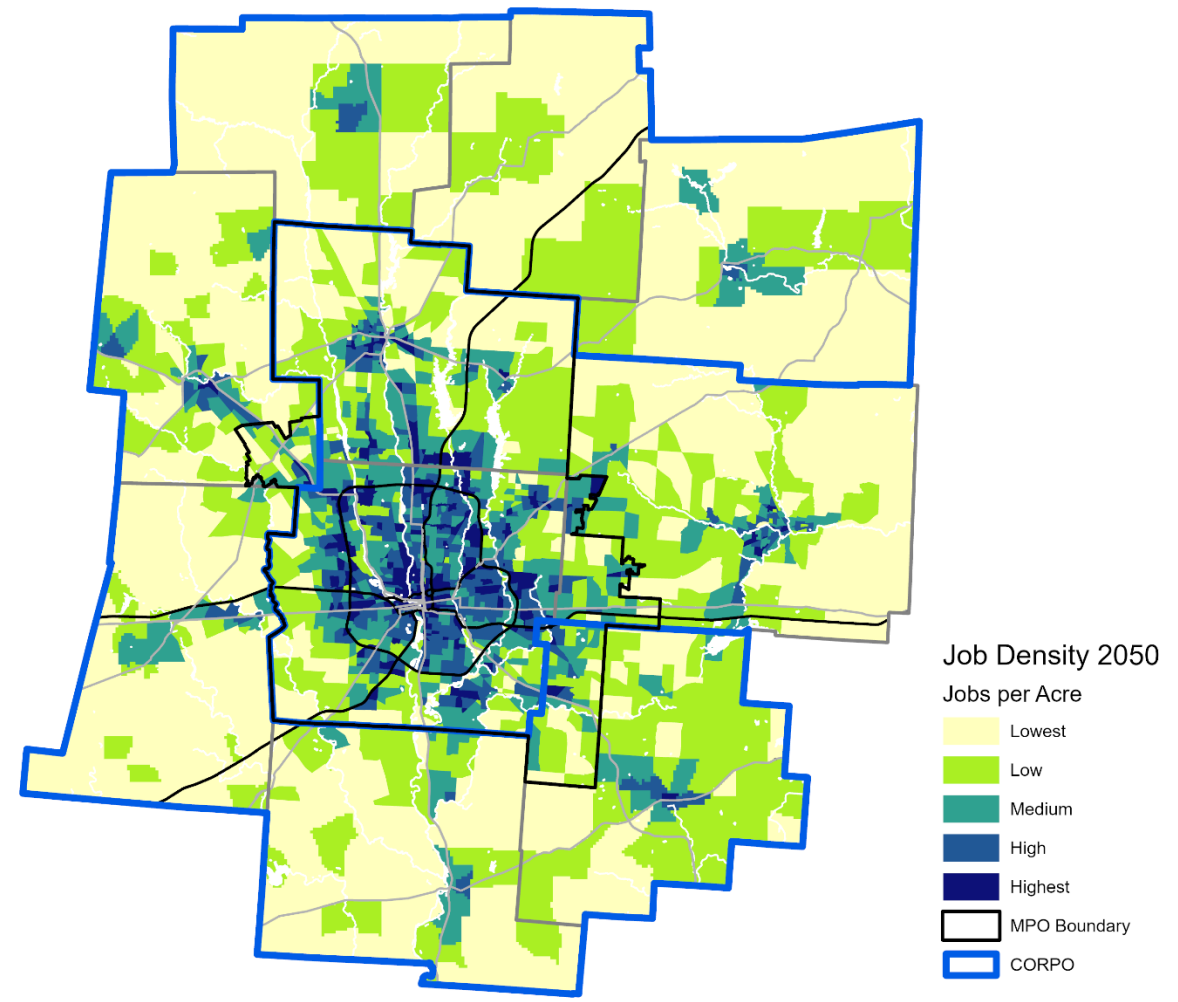 Job Density 2050
Jobs per Acre
Lowest
Low
Medium
High
Highest
MPO Boundary
CORPO